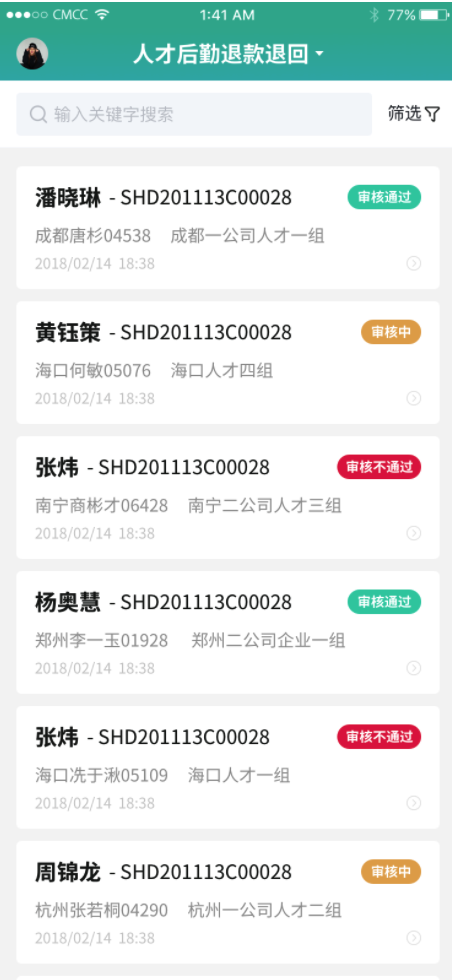 CMCC 1:41 AM 77%
人才后勤退款退回
输入关键字搜索 筛选
潘晓琳 - SHD201113C00028 审核通过
成都唐杉04538 成都一公司人才一组
2018/02/14 18:38
黄钰策 - SHD201113C00028 审核中
海口何敏05076 海口人才四组
2018/02/14 18:38
张炜 - SHD201113C00028 审核不通过
南宁商彬才06428 南宁二公司人才三组
2018/02/14 18:38
杨奥慧 - SHD201113C00028 审核通过
郑州李一玉01928 郑州二公司企业一组
2018/02/14 18:38
张炜 - SHD201113C00028 审核不通过
海口冼于湫05109 海口人才一组
2018/02/14 18:38
周锦龙 - SHD201113C00028 审核中
杭州张若桐04290 杭州一公司人才二组
2018/02/14 18:38